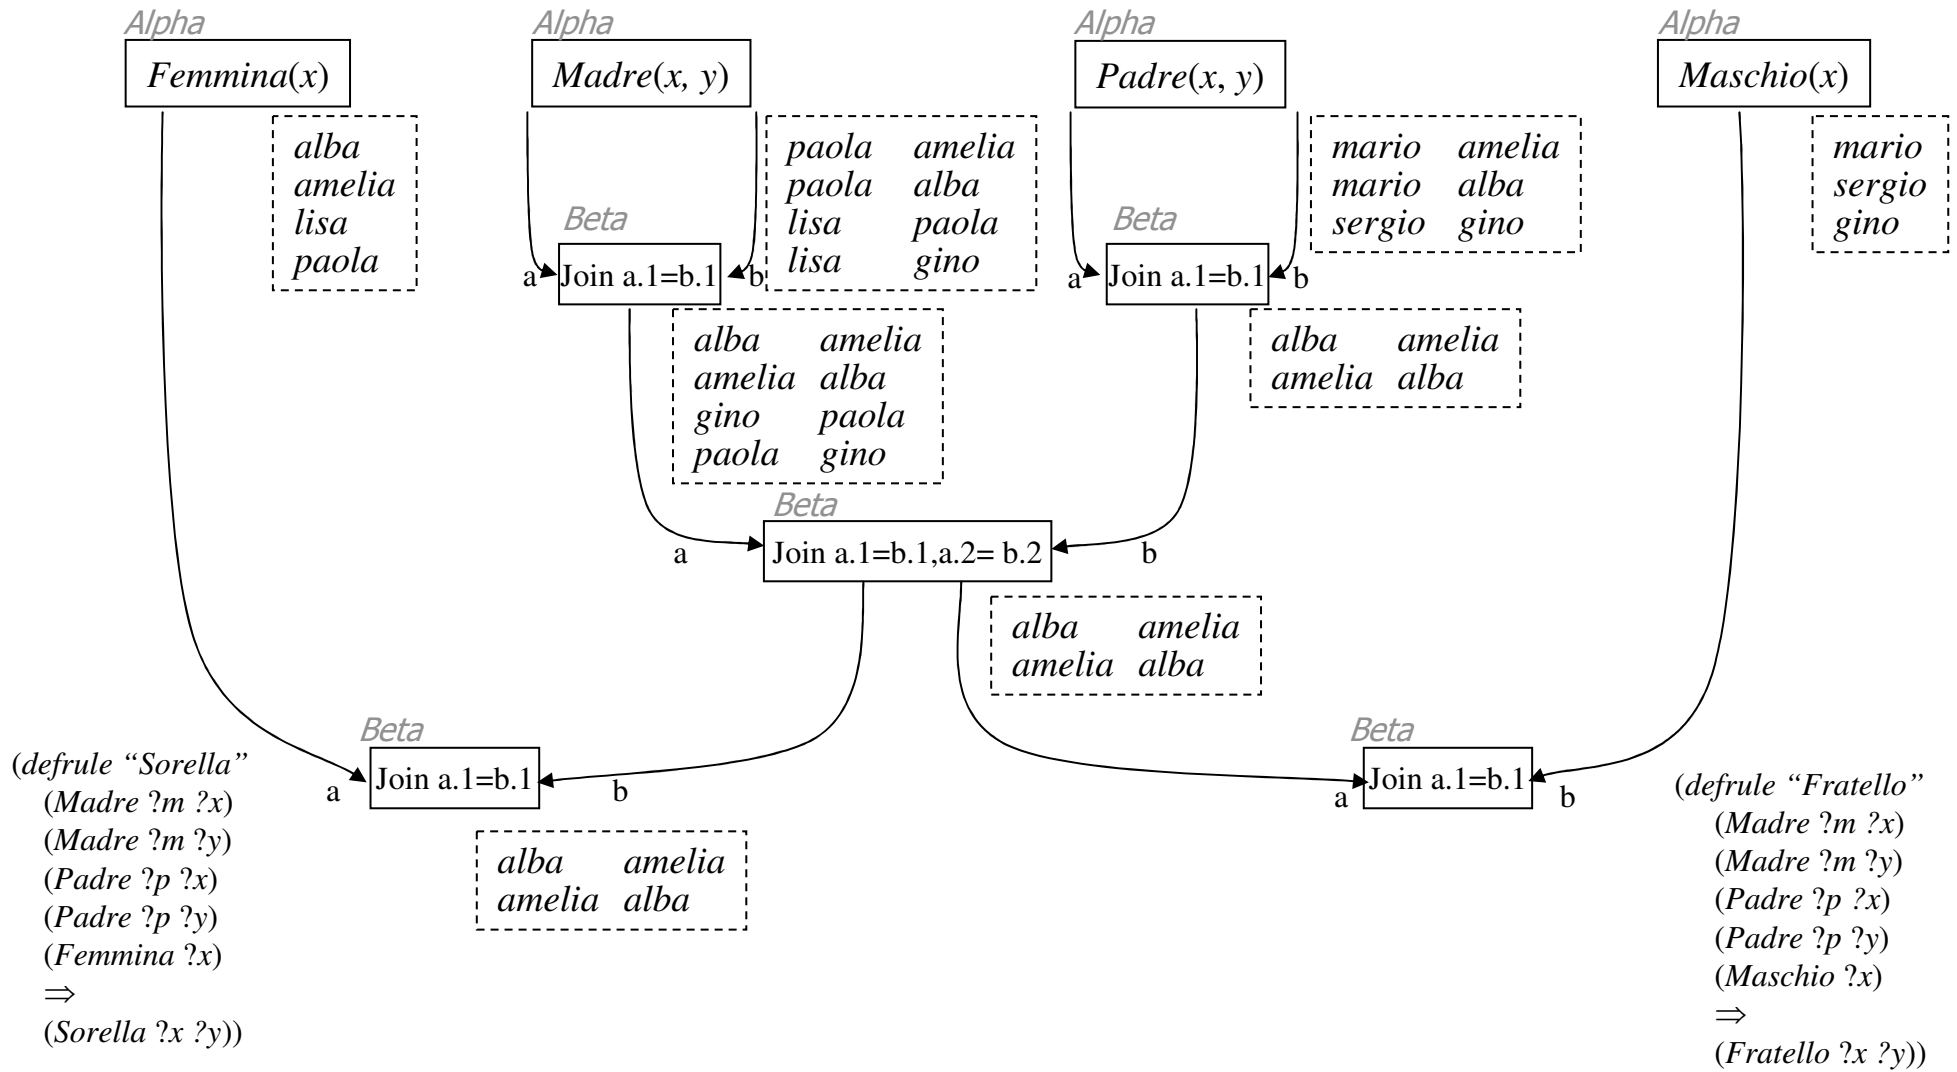 Alpha
Femmina(x)
alba
amelia
lisa
paola
Alpha
Madre(x, y)
paola amelia
paola alba
lisa paola
lisa gino
Beta
a
Join a.1=b.1
b
alba amelia
amelia alba
gino paola
paola gino
Alpha
Padre(x, y)
mario amelia
mario alba
sergio gino
Beta
a
Join a.1=b.1
b
alba amelia
amelia alba
Alpha
Maschio(x)
mario
sergio
gino
Beta
a
Join a.1=b.1,a.2= b.2
b
alba amelia
amelia alba
Beta
a
Join a.1=b.1
b
alba amelia
amelia alba
Beta
a
Join a.1=b.1
b
(defrule “Sorella”
(Madre ?m ?x)
(Madre ?m ?y)
(Padre ?p ?x)
(Padre ?p ?y)
(Femmina ?x)
⇒
(Sorella ?x ?y))
(defrule “Fratello”
(Madre ?m ?x)
(Madre ?m ?y)
(Padre ?p ?x)
(Padre ?p ?y)
(Maschio ?x)
⇒
(Fratello ?x ?y))